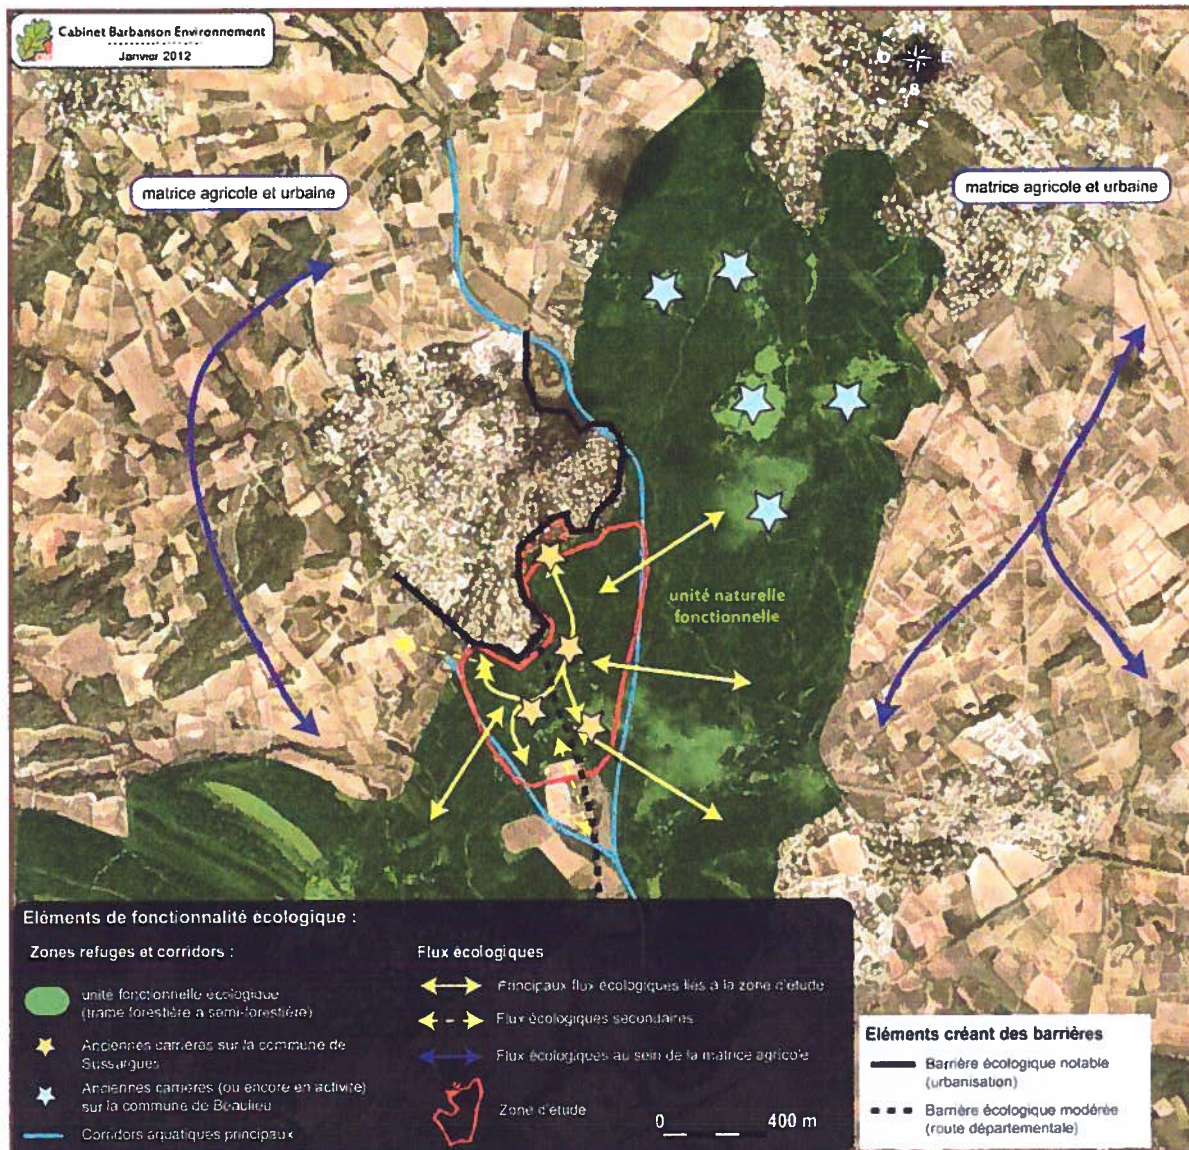 Cabinet Barbanson Environnement
Janvier 2012
N
O
E
S
matrice agricole et urbaine
matrice agricole et urbaine
unité naturelle
fonctionnelle
Eléments de fonctionnalité écologique :
Zones refuges et corridors :
unité fonctionnelle écologique
(trame forestière à semi-forestière)
Anciennes carrières sur la commune de
Sussargues
Anciennes carrières (ou encore en activité)
sur la commune de Beaulieu
Corridors aquatiques principaux
Flux écologiques
Principaux flux écologiques liés à la zone d'étude
Flux écologiques secondaires
Flux écologiques au sein de la matrice agricole
Zone d'étude
0 400 m
Eléments créant des barrières
Barrière écologique notable
(urbanisation)
Barrière écologique modérée
(route départementale)